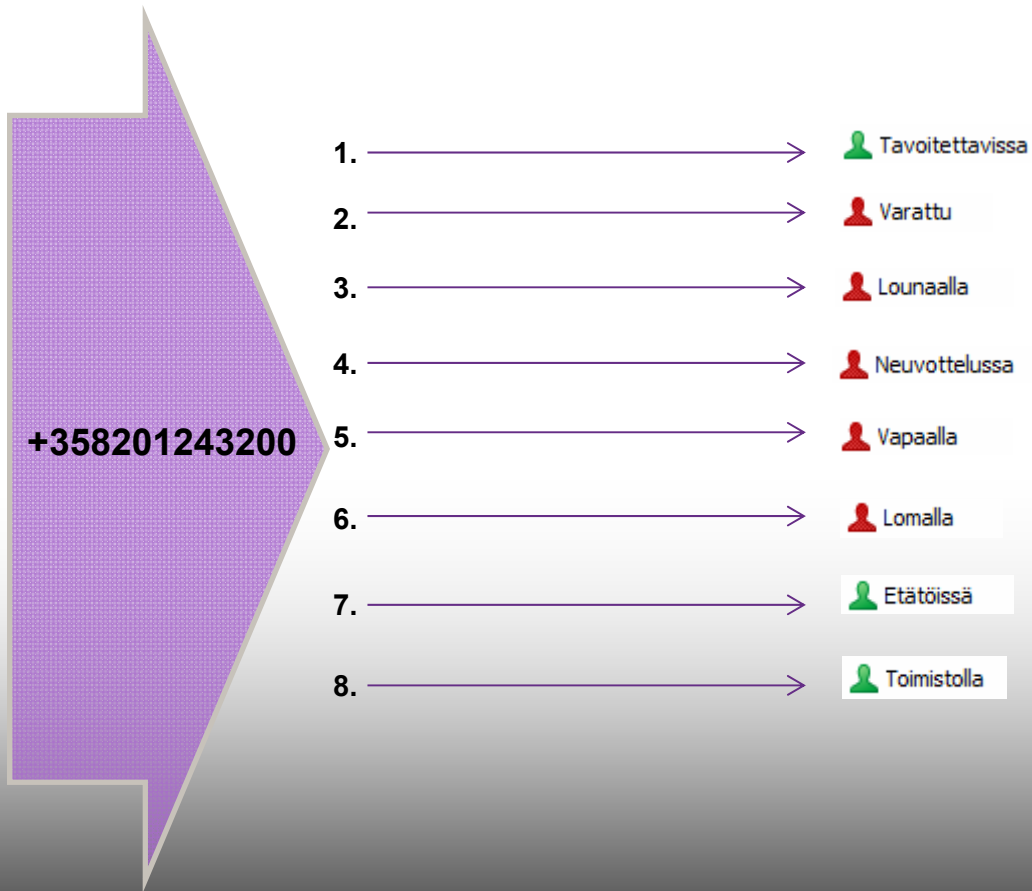 1. Tavoitettavissa
2. Varattu
3. Lounaalla
4. Neuvottelussa
+358201243200
5. Vapaalla
6. Lomalla
7. Etätöissä
8. Toimistolla